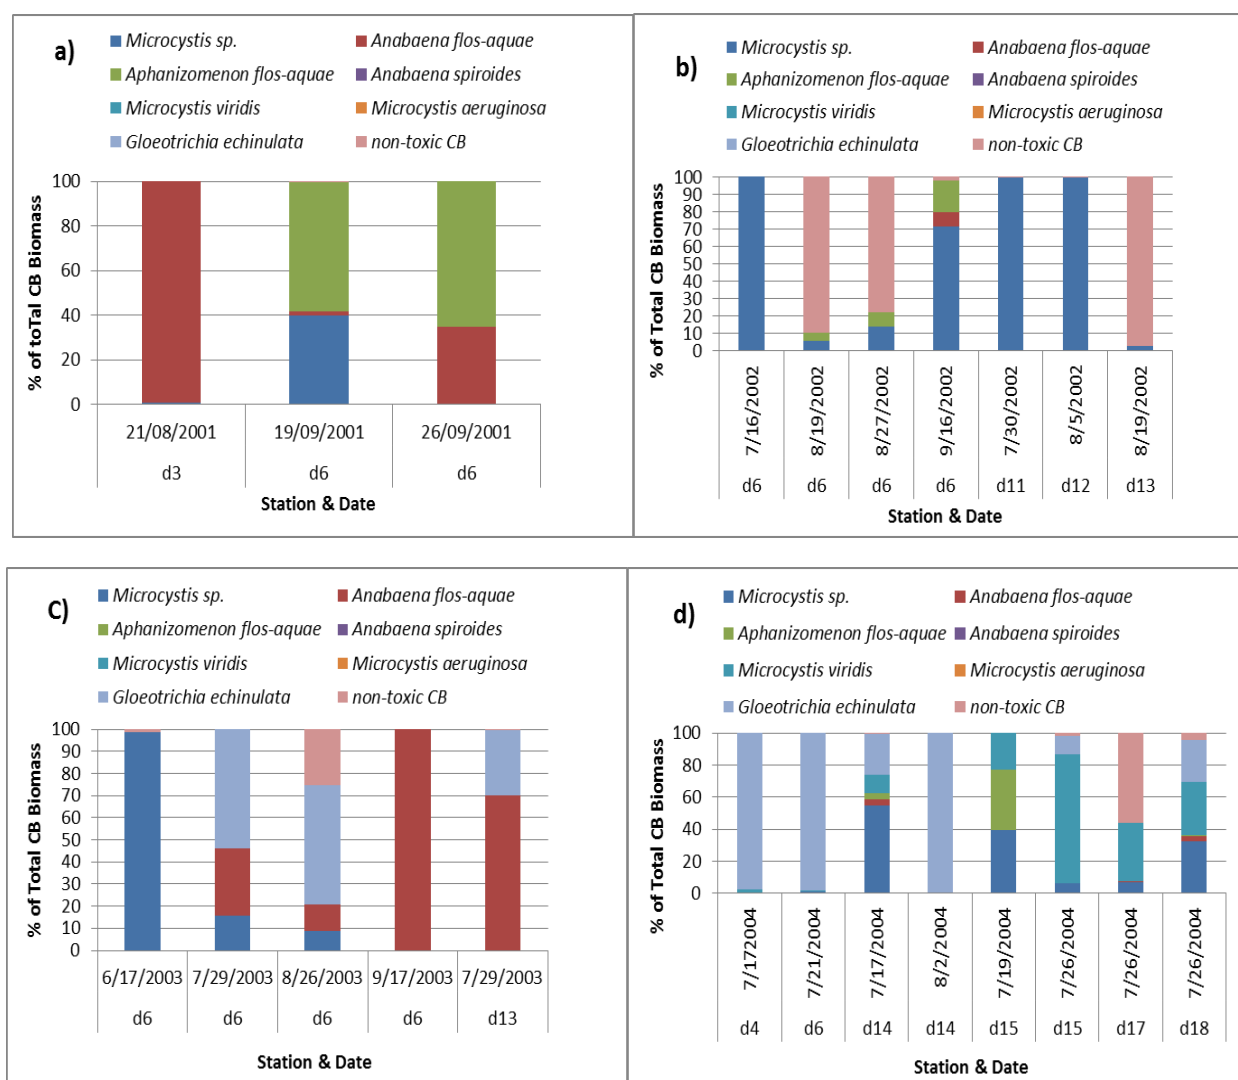 a)
Microcystis sp. Anabaena flos-aquae
Aphanizomenon flos-aquae Anabaena spiroides
Microcystis viridis Microcystis aeruginosa
Gloeotrichia echinulata non-toxic CB
% of toTal CB Biomass
100
80
60
40
20
0
21/08/2001 19/09/2001 26/09/2001
d3 d6 d6
Station & Date
b)
Microcystis sp. Anabaena flos-aquae
Aphanizomenon flos-aquae Anabaena spiroides
Microcystis viridis Microcystis aeruginosa
Gloeotrichia echinulata non-toxic CB
% of Total CB Biomass
100
90
80
70
60
50
40
30
20
10
0
7/16/2002 8/19/2002 8/27/2002 9/16/2002 7/30/2002 8/5/2002 8/19/2002
d6 d6 d6 d6 d11 d12 d13
Station & Date
C)
Microcystis sp. Anabaena flos-aquae
Aphanizomenon flos-aquae Anabaena spiroides
Microcystis viridis Microcystis aeruginosa
Gloeotrichia echinulata non-toxic CB
% of Total CB Biomass
100
90
80
70
60
50
40
30
20
10
0
6/17/2003 7/29/2003 8/26/2003 9/17/2003 7/29/2003
d6 d6 d6 d6 d13
Station & Date
d)
Microcystis sp. Anabaena flos-aquae
Aphanizomenon flos-aquae Anabaena spiroides
Microcystis viridis Microcystis aeruginosa
Gloeotrichia echinulata non-toxic CB
% of Total CB Biomass
100
80
60
40
20
0
7/172004 7/21/2004 7/17/2004 8/2/2004 7/19/2004 7/26/2004 7/26/2004 7/26/2004
d4 d6 d14 d14 d15 d15 d17 d18
Station & Date